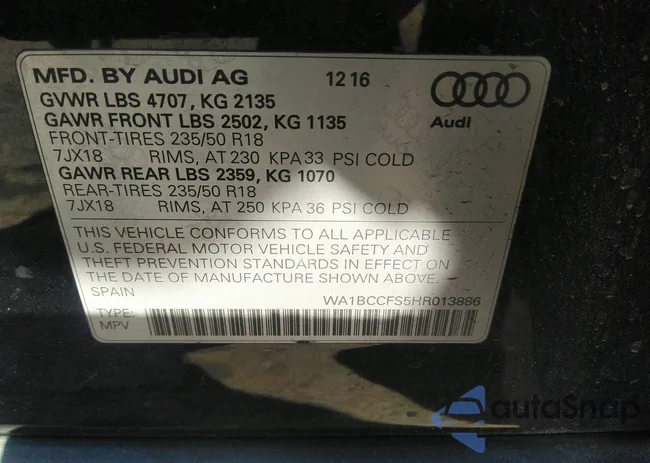 MFD. BY AUDI AG 12 16
GVWR LBS 4707, KG 2135
GAWR FRONT LBS 2502, KG 1135
FRONT-TIRES 235/50 R18
7JX18 RIMS, AT 230 KPA 33 PSI COLD
GAWR REAR LBS 2359, KG 1070
REAR-TIRES 235/50 R18
7JX18 RIMS, AT 250 KPA 36 PSI COLD
Audi
THIS VEHICLE CONFORMS TO ALL APPLICABLE
U.S. FEDERAL MOTOR VEHICLE SAFETY AND
THEFT PREVENTION STANDARDS IN EFFECT ON
THE DATE OF MANUFACTURE SHOWN ABOVE.
SPAIN WA1BCCFS5HR013886
TYPE:
MPV
autoSnap